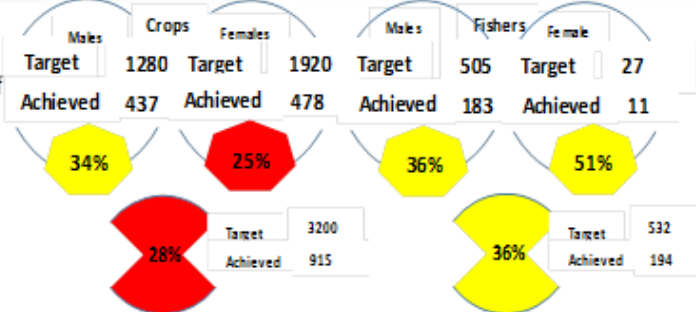 Crops Fishers
Males Females Males Female
Target 1280 Target 1920 Target 505 Target 27
Achieved 437 Achieved 478 Achieved 183 Achieved 11
34% 25% 36% 51%
Target 3200 Target 532
28% 36%
Achieved 915 Achieved 194